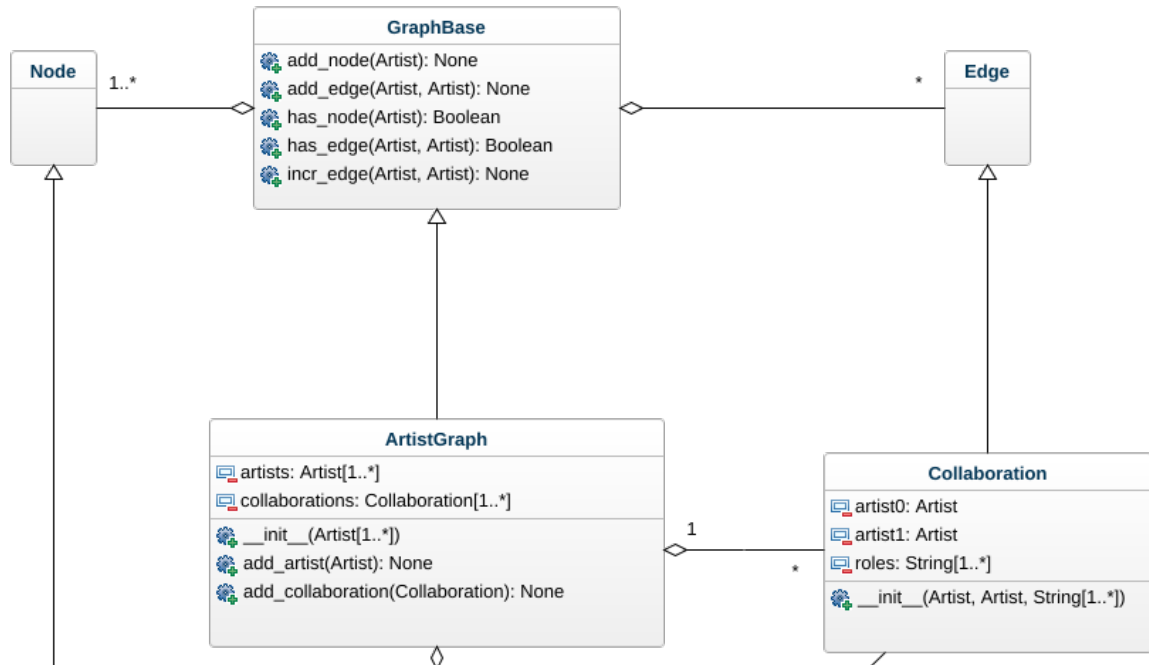 GraphBase
add_node(Artist): None
add_edge(Artist, Artist): None
has_node(Artist): Boolean
has_edge(Artist, Artist): Boolean
incr_edge(Artist, Artist): None
Node
1..*
*
Edge
ArtistGraph
artists: Artist[1..*]
collaborations: Collaboration[1..*]
__init__(Artist[1..*])
add_artist(Artist): None
add_collaboration(Collaboration): None
1
*
Collaboration
artist0: Artist
artist1: Artist
roles: String[1..*]
__init__(Artist, Artist, String[1..*])